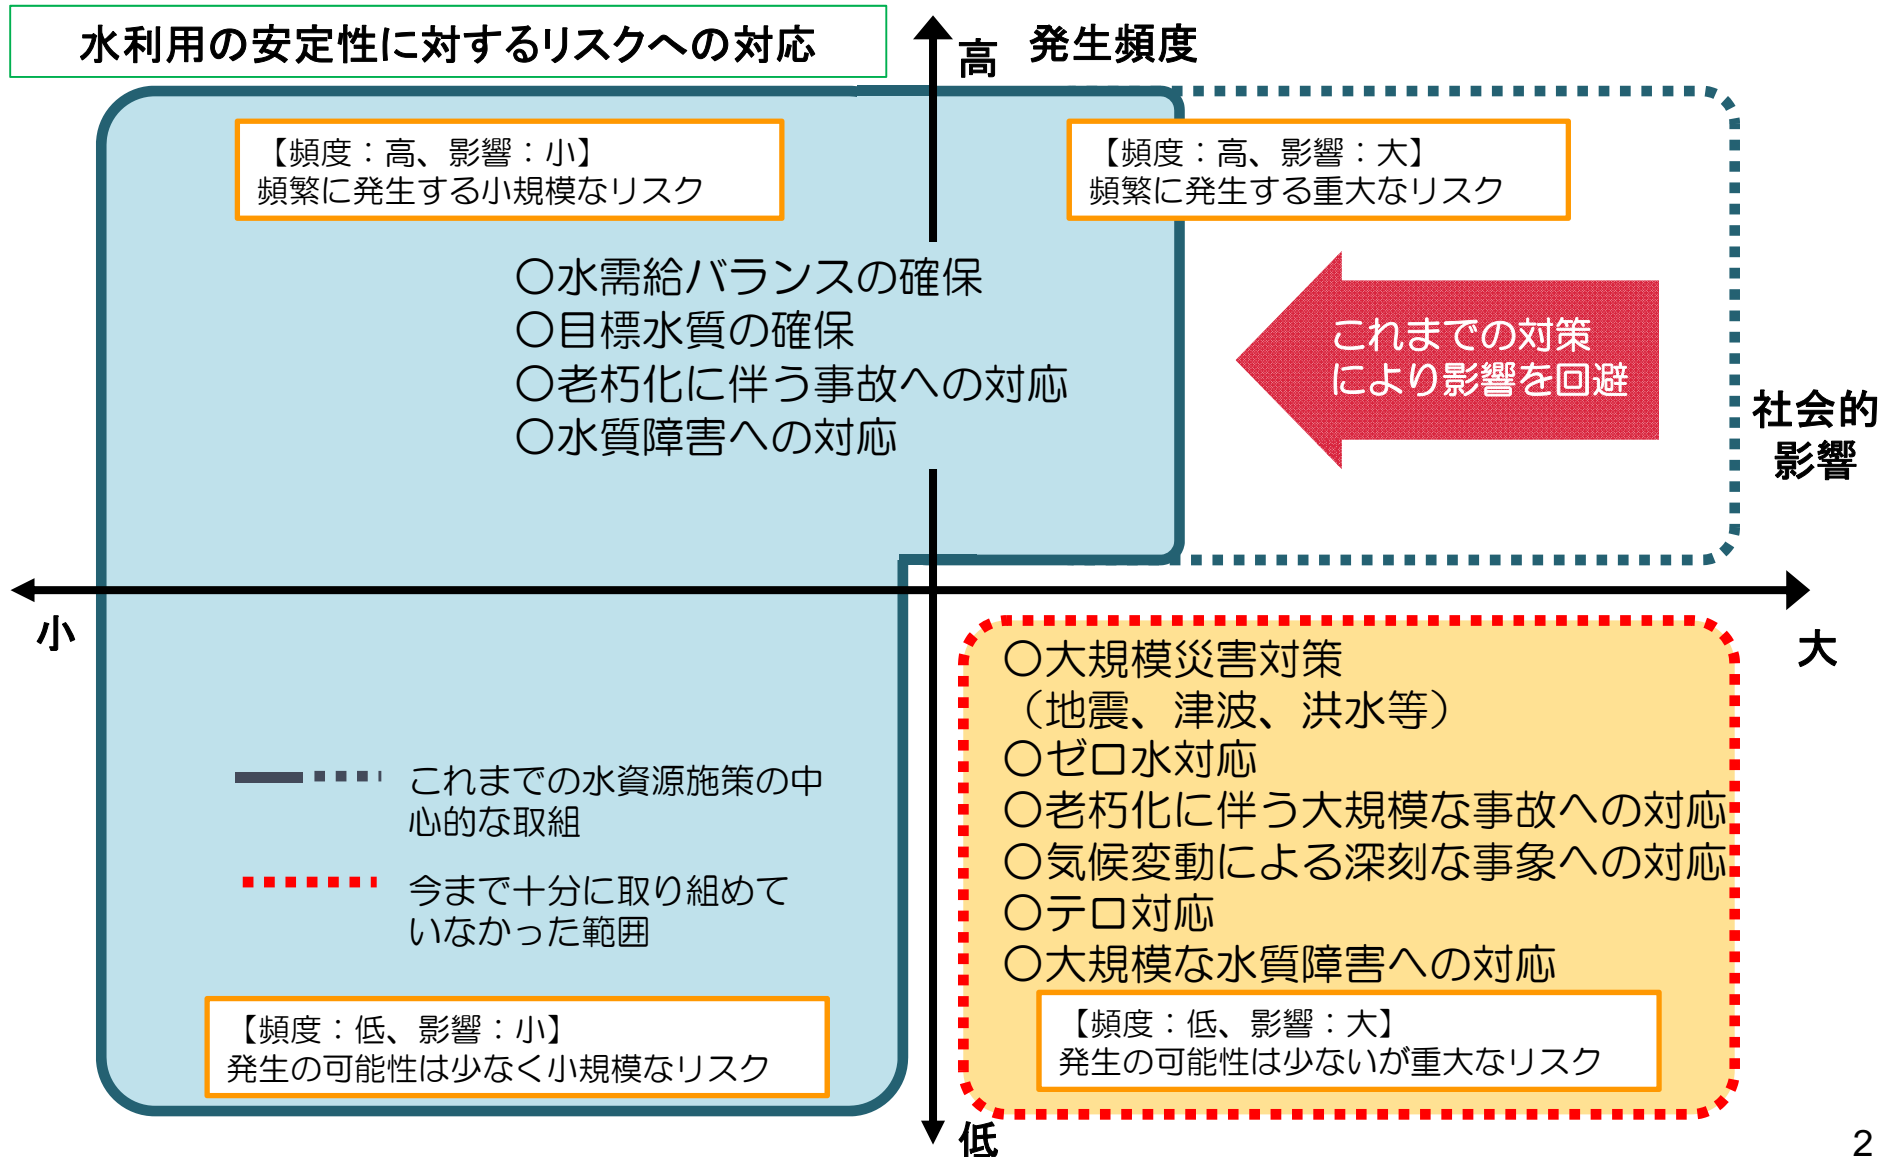 水利用の安定性に対するリスクへの対応
高
発生頻度
【頻度：高、影響：小】
頻繁に発生する小規模なリスク
【頻度：高、影響：大】
頻繁に発生する重大なリスク
〇水需給バランスの確保
〇目標水質の確保
〇老朽化に伴う事故への対応
〇水質障害への対応
これまでの対策
により影響を回避
社会的
影響
小
大
〇大規模災害対策
（地震、津波、洪水等）
〇ゼロ水対応
〇老朽化に伴う大規模な事故への対応
〇気候変動による深刻な事象への対応
〇テロ対応
〇大規模な水質障害への対応
これまでの水資源施策の中
心的な取組
今まで十分に取り組めて
いなかった範囲
【頻度：低、影響：小】
発生の可能性は少なく小規模なリスク
【頻度：低、影響：大】
発生の可能性は少ないが重大なリスク
低
2